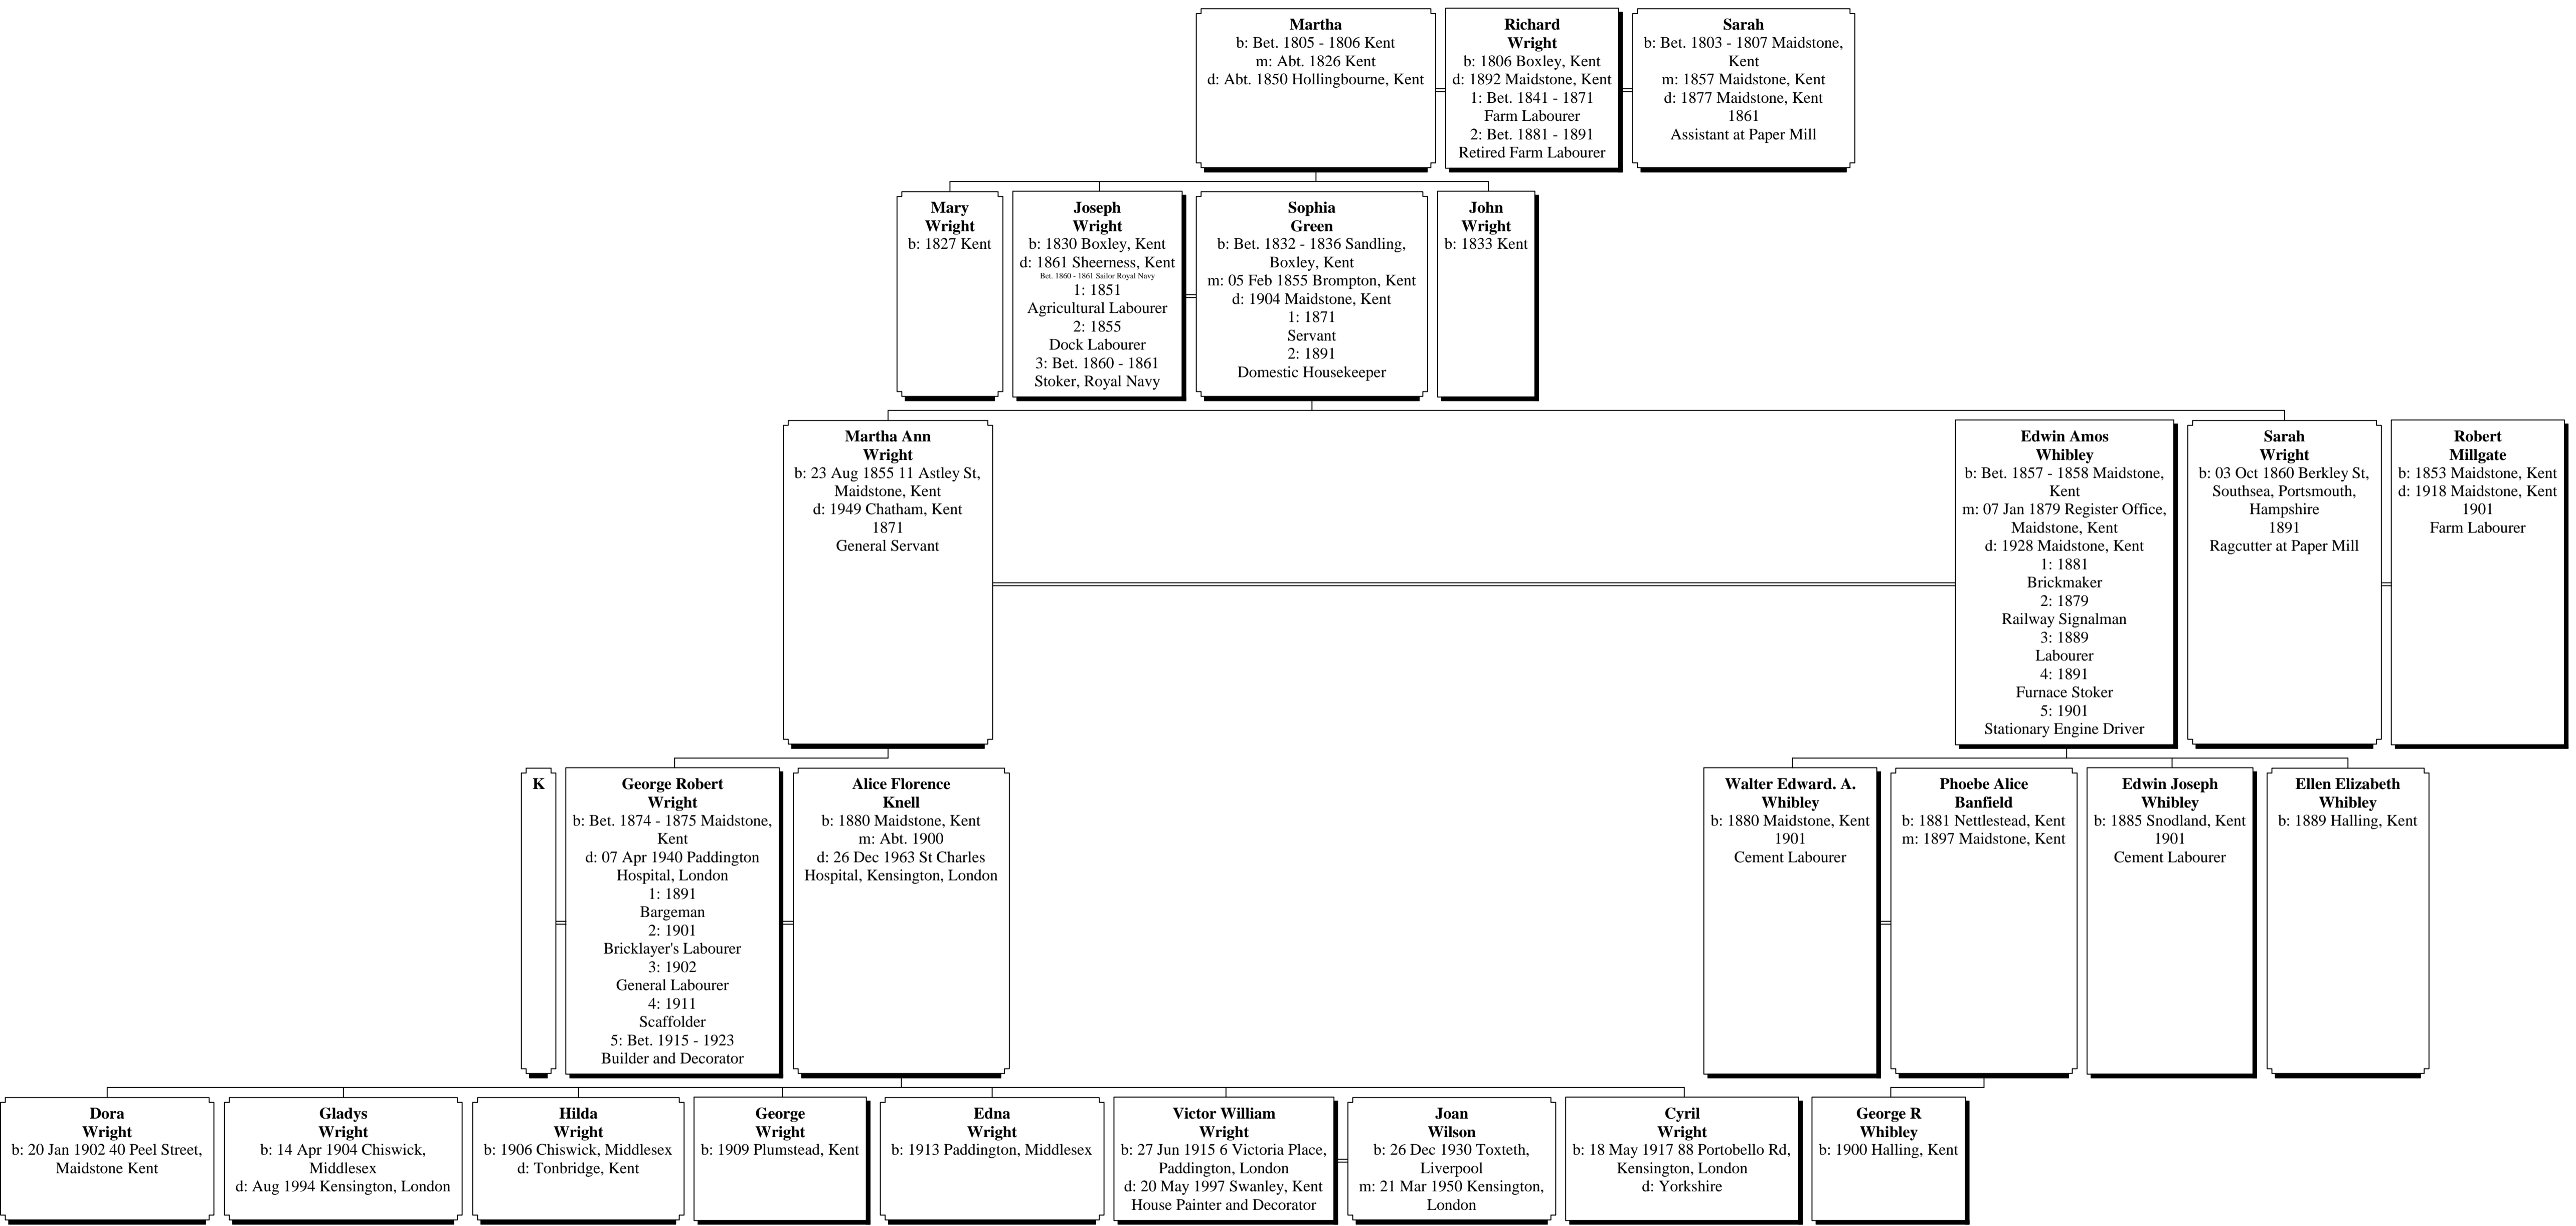 Martha
b: Bet. 1805 - 1806 Kent
m: Abt. 1826 Kent
d: Abt. 1850 Hollingbourne, Kent
Richard
Wright
b: 1806 Boxley, Kent
d: 1892 Maidstone, Kent
1: Bet. 1841 - 1871
Farm Labourer
2: Bet. 1881 - 1891
Retired Farm Labourer
Sarah
b: Bet. 1803 - 1807 Maidstone,
Kent
m: 1857 Maidstone, Kent
d: 1877 Maidstone, Kent
1861
Assistant at Paper Mill
Mary
Wright
b: 1827 Kent
Joseph
Wright
b: 1830 Boxley, Kent
d: 1861 Sheerness, Kent
Bet. 1860 - 1861 Sailor Royal Navy
1: 1851
Agricultural Labourer
2: 1855
Dock Labourer
3: Bet. 1860 - 1861
Stoker, Royal Navy
Sophia
Green
b: Bet. 1832 - 1836 Sandling,
Boxley, Kent
m: 05 Feb 1855 Brompton, Kent
d: 1904 Maidstone, Kent
1: 1871
Servant
2: 1891
Domestic Housekeeper
John
Wright
b: 1833 Kent
Martha Ann
Wright
b: 23 Aug 1855 11 Astley St,
Maidstone, Kent
d: 1949 Chatham, Kent
1871
General Servant
Edwin Amos
Whibley
b: Bet. 1857 - 1858 Maidstone,
Kent
m: 07 Jan 1879 Register Office,
Maidstone, Kent
d: 1928 Maidstone, Kent
1: 1881
Brickmaker
2: 1879
Railway Signalman
3: 1889
Labourer
4: 1891
Furnace Stoker
5: 1901
Stationary Engine Driver
Sarah
Wright
b: 03 Oct 1860 Berkley St,
Southsea, Portsmouth,
Hampshire
1891
Ragcutter at Paper Mill
Robert
Millgate
b: 1853 Maidstone, Kent
d: 1918 Maidstone, Kent
1901
Farm Labourer
K
George Robert
Wright
b: Bet. 1874 - 1875 Maidstone,
Kent
d: 07 Apr 1940 Paddington
Hospital, London
1: 1891
Bargeman
2: 1901
Bricklayer's Labourer
3: 1902
General Labourer
4: 1911
Scaffolder
5: Bet. 1915 - 1923
Builder and Decorator
Alice Florence
Knell
b: 1880 Maidstone, Kent
m: Abt. 1900
d: 26 Dec 1963 St Charles
Hospital, Kensington, London
Walter Edward. A.
Whibley
b: 1880 Maidstone, Kent
1901
Cement Labourer
Phoebe Alice
Banfield
b: 1881 Nettlestead, Kent
m: 1897 Maidstone, Kent
Edwin Joseph
Whibley
b: 1885 Snodland, Kent
1901
Cement Labourer
Ellen Elizabeth
Whibley
b: 1889 Halling, Kent
Dora
Wright
b: 20 Jan 1902 40 Peel Street,
Maidstone Kent
Gladys
Wright
b: 14 Apr 1904 Chiswick,
Middlesex
d: Aug 1994 Kensington, London
Hilda
Wright
b: 1906 Chiswick, Middlesex
d: Tonbridge, Kent
George
Wright
b: 1909 Plumstead, Kent
Edna
Wright
b: 1913 Paddington, Middlesex
Victor William
Wright
b: 27 Jun 1915 6 Victoria Place,
Paddington, London
d: 20 May 1997 Swanley, Kent
House Painter and Decorator
Joan
Wilson
b: 26 Dec 1930 Toxteth,
Liverpool
m: 21 Mar 1950 Kensington,
London
Cyril
Wright
b: 18 May 1917 88 Portobello Rd,
Kensington, London
d: Yorkshire
George R
Whibley
b: 1900 Halling, Kent